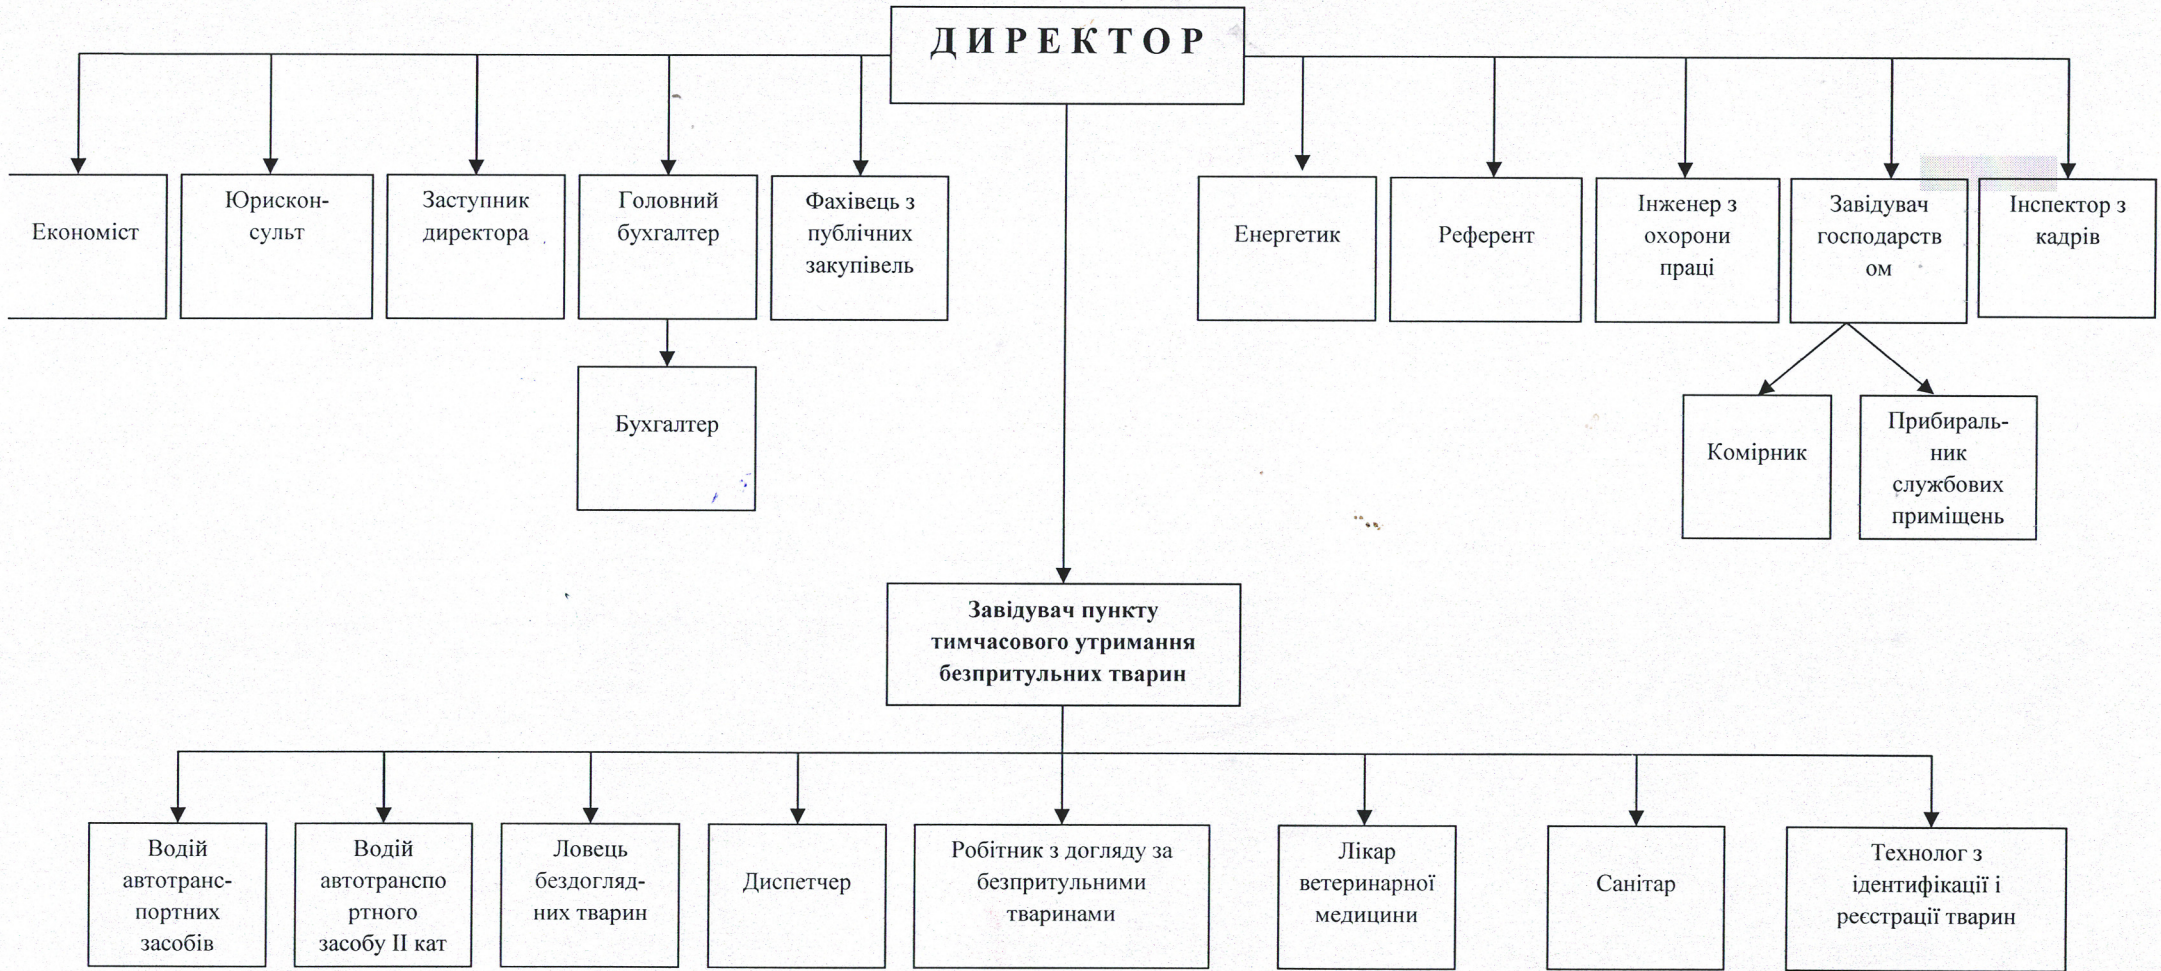 ДИРЕКТОР
Економіст
Юрискон-
сульт
Заступник
директора
Головний
бухгалтер
Фахівець з
публічних
закупівель
Енергетик
Референт
Інженер з
охорони
праці
Завідувач
господарств
ом
Інспектор з
кадрів
Бухгалтер
Комірник
Прибираль-
ник
службових
приміщень
Завідувач пункту
тимчасового утримання
безпритульних тварин
Водій
автотранс-
портних
засобів
Водій
автотранспо
ртного
засобу ІІ кат
Ловець
бездогляд-
них тварин
Диспетчер
Робітник з догляду за
безпритульними
тваринами
Лікар
ветеринарної
медицини
Санітар
Технолог з
ідентифікації і
реєстрації тварин